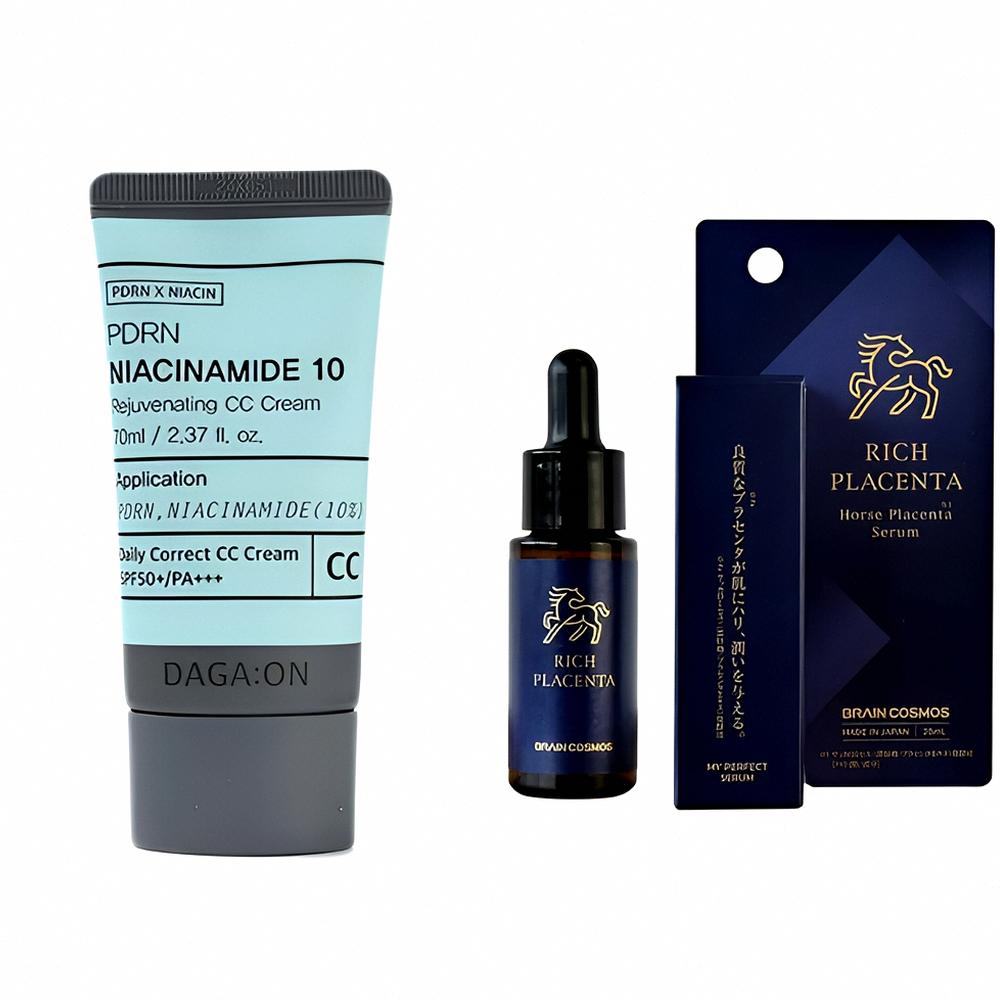 PDRN X NIACIN
PDRN
NIACINAMIDE 10
Rejuvenating CC Cream
70ml / 2.37 fl. oz.
Application
PDRN, NIACINAMIDE(10%)
Daily Correct CC Cream
SPF50+/PA+++
CC
DAGA:ON
RICH
PLACENTA
BRAIN COSMOS
良質なプラセンタが肌にハリ、潤いを与える。
MY PERFECT
SERUM
RICH
PLACENTA
Horse Placenta
Serum
BRAIN COSMOS
MADE IN JAPAN
20mL